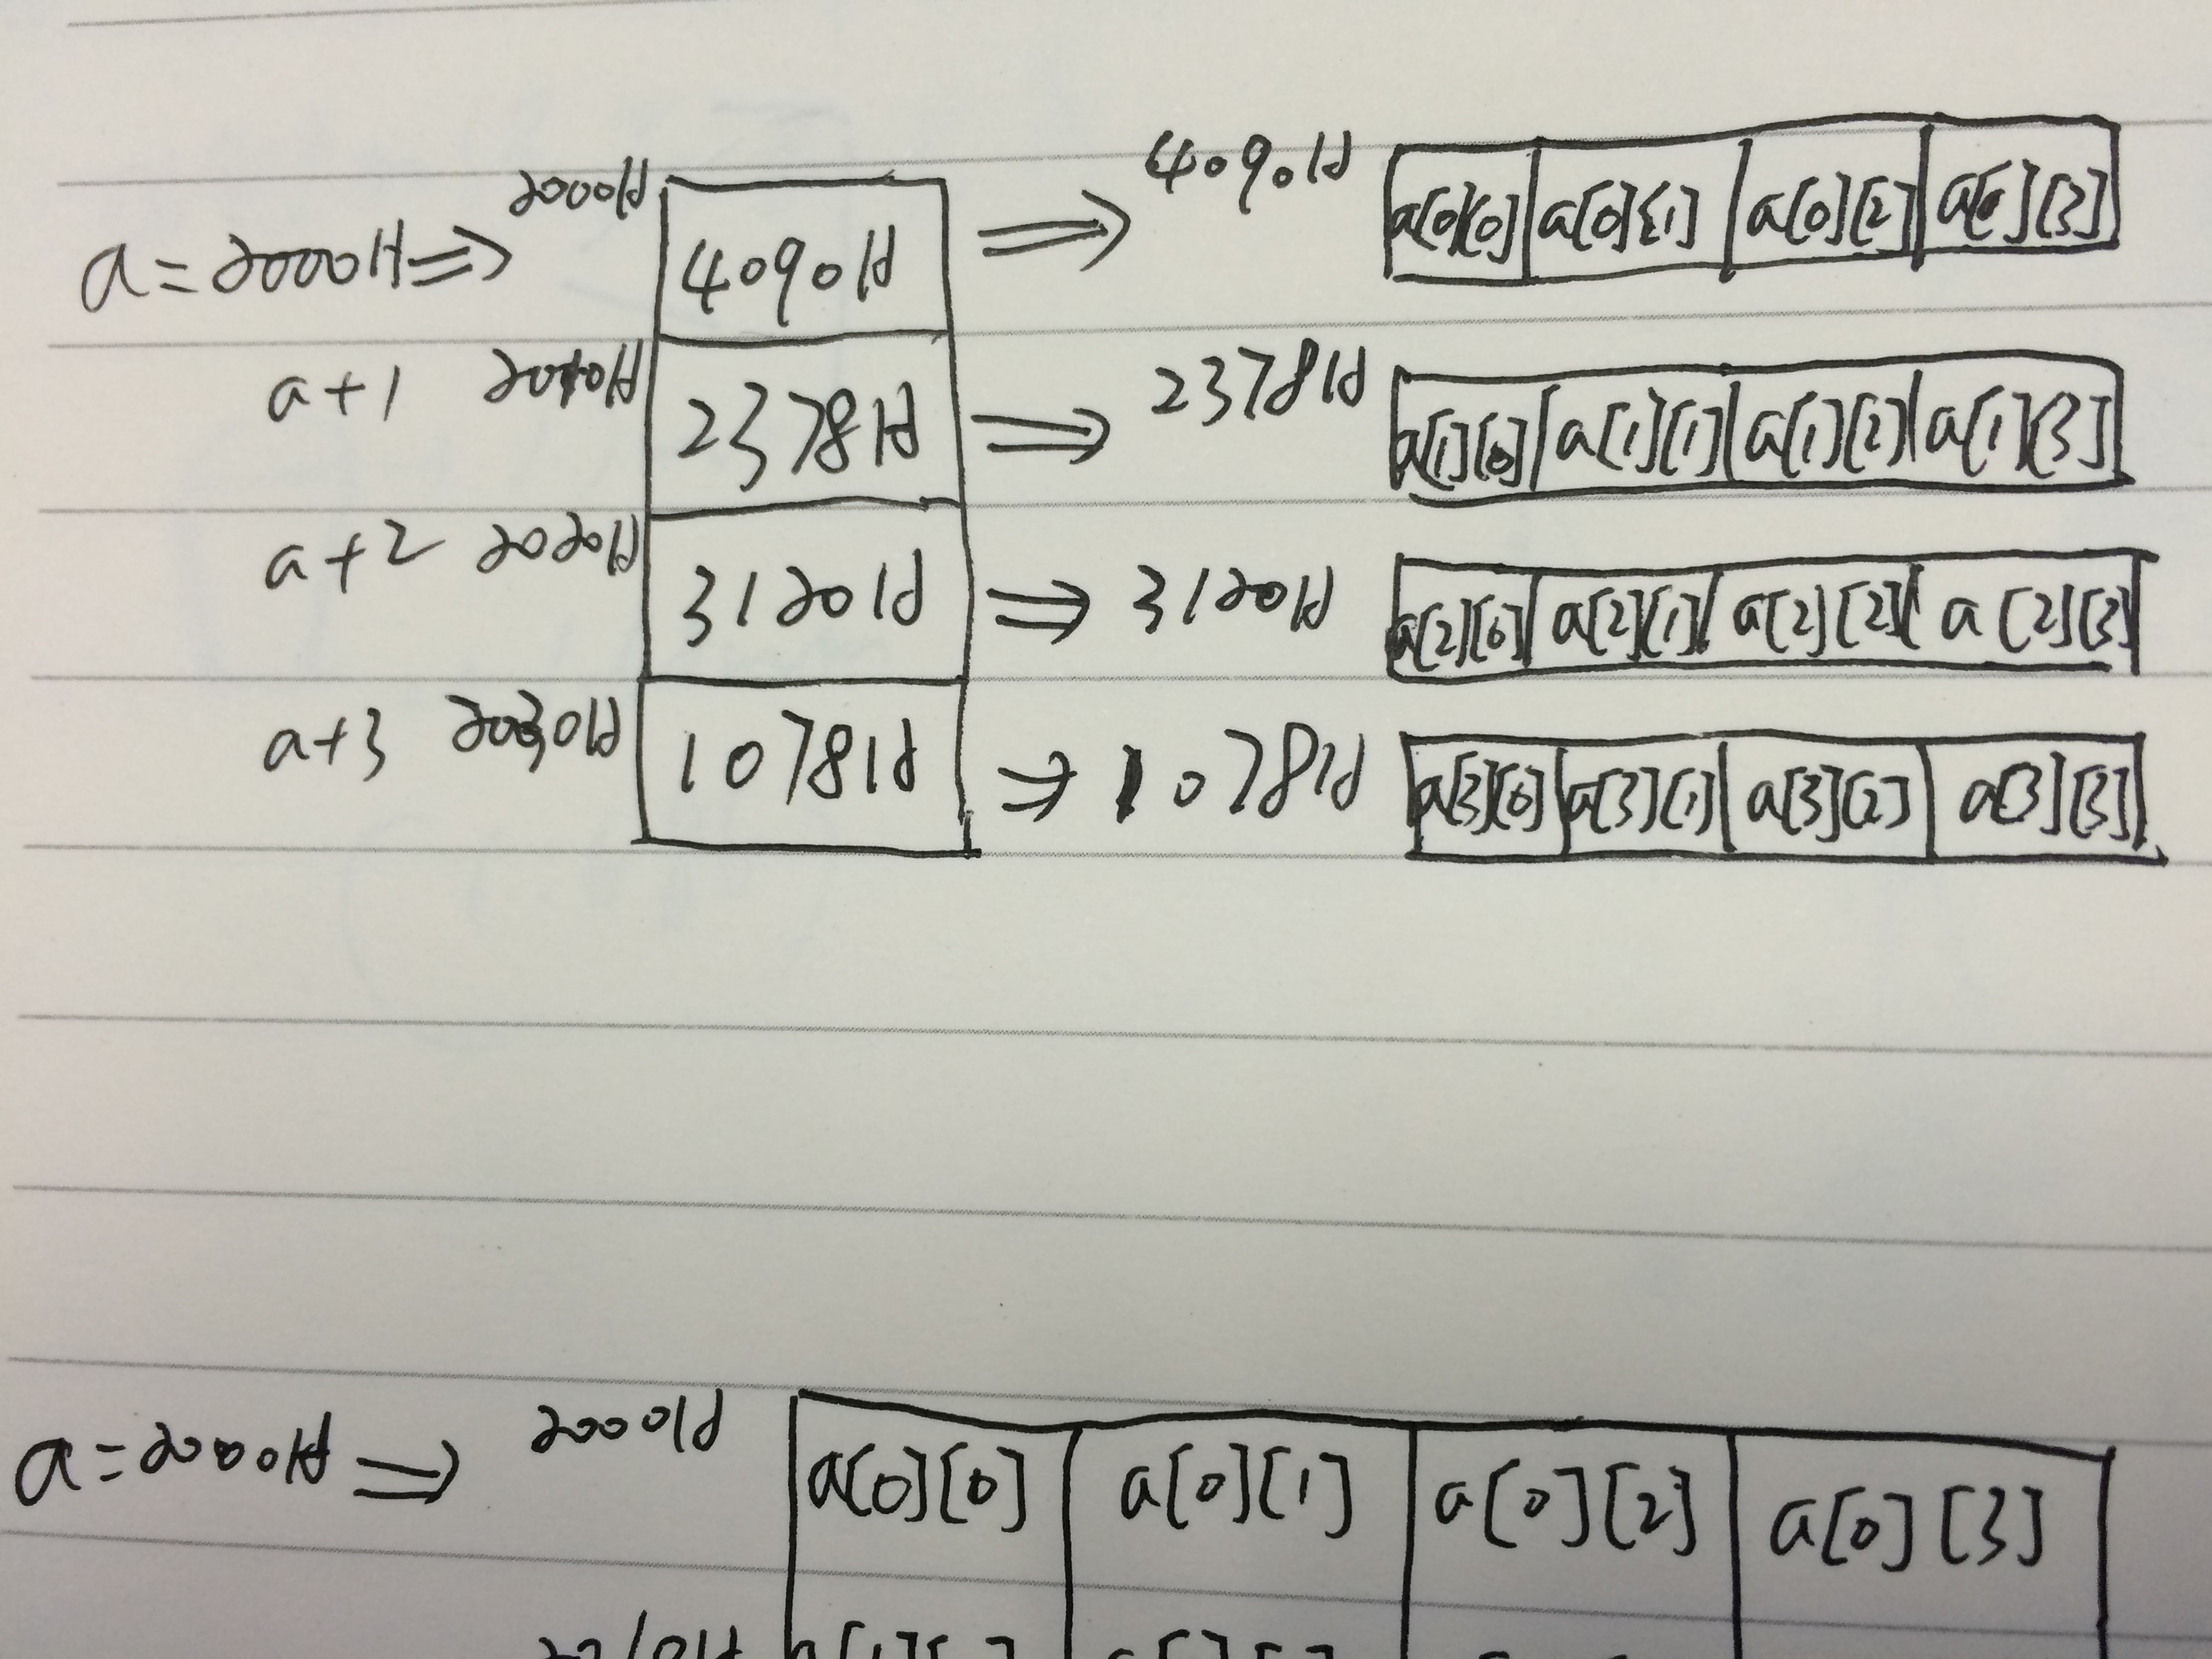 2000H 4090H a[0][0] a[0][1] a[0][2] a[0][3]
a=2000H⇒ 4090H ⇒
a+1 2010H 2378H ⇒ 2378H a[1][0] a[1][1] a[1][2] a[1][3]
a+2 2020H 3120H ⇒ 3120H a[2][0] a[2][1] a[2][2] a[2][3]
a+3 2030H 1078H ⇒ 1078H a[3][0] a[3][1] a[3][2] a[3][3]
a=2000H⇒ 2000H a[0][0] a[0][1] a[0][2] a[0][3]